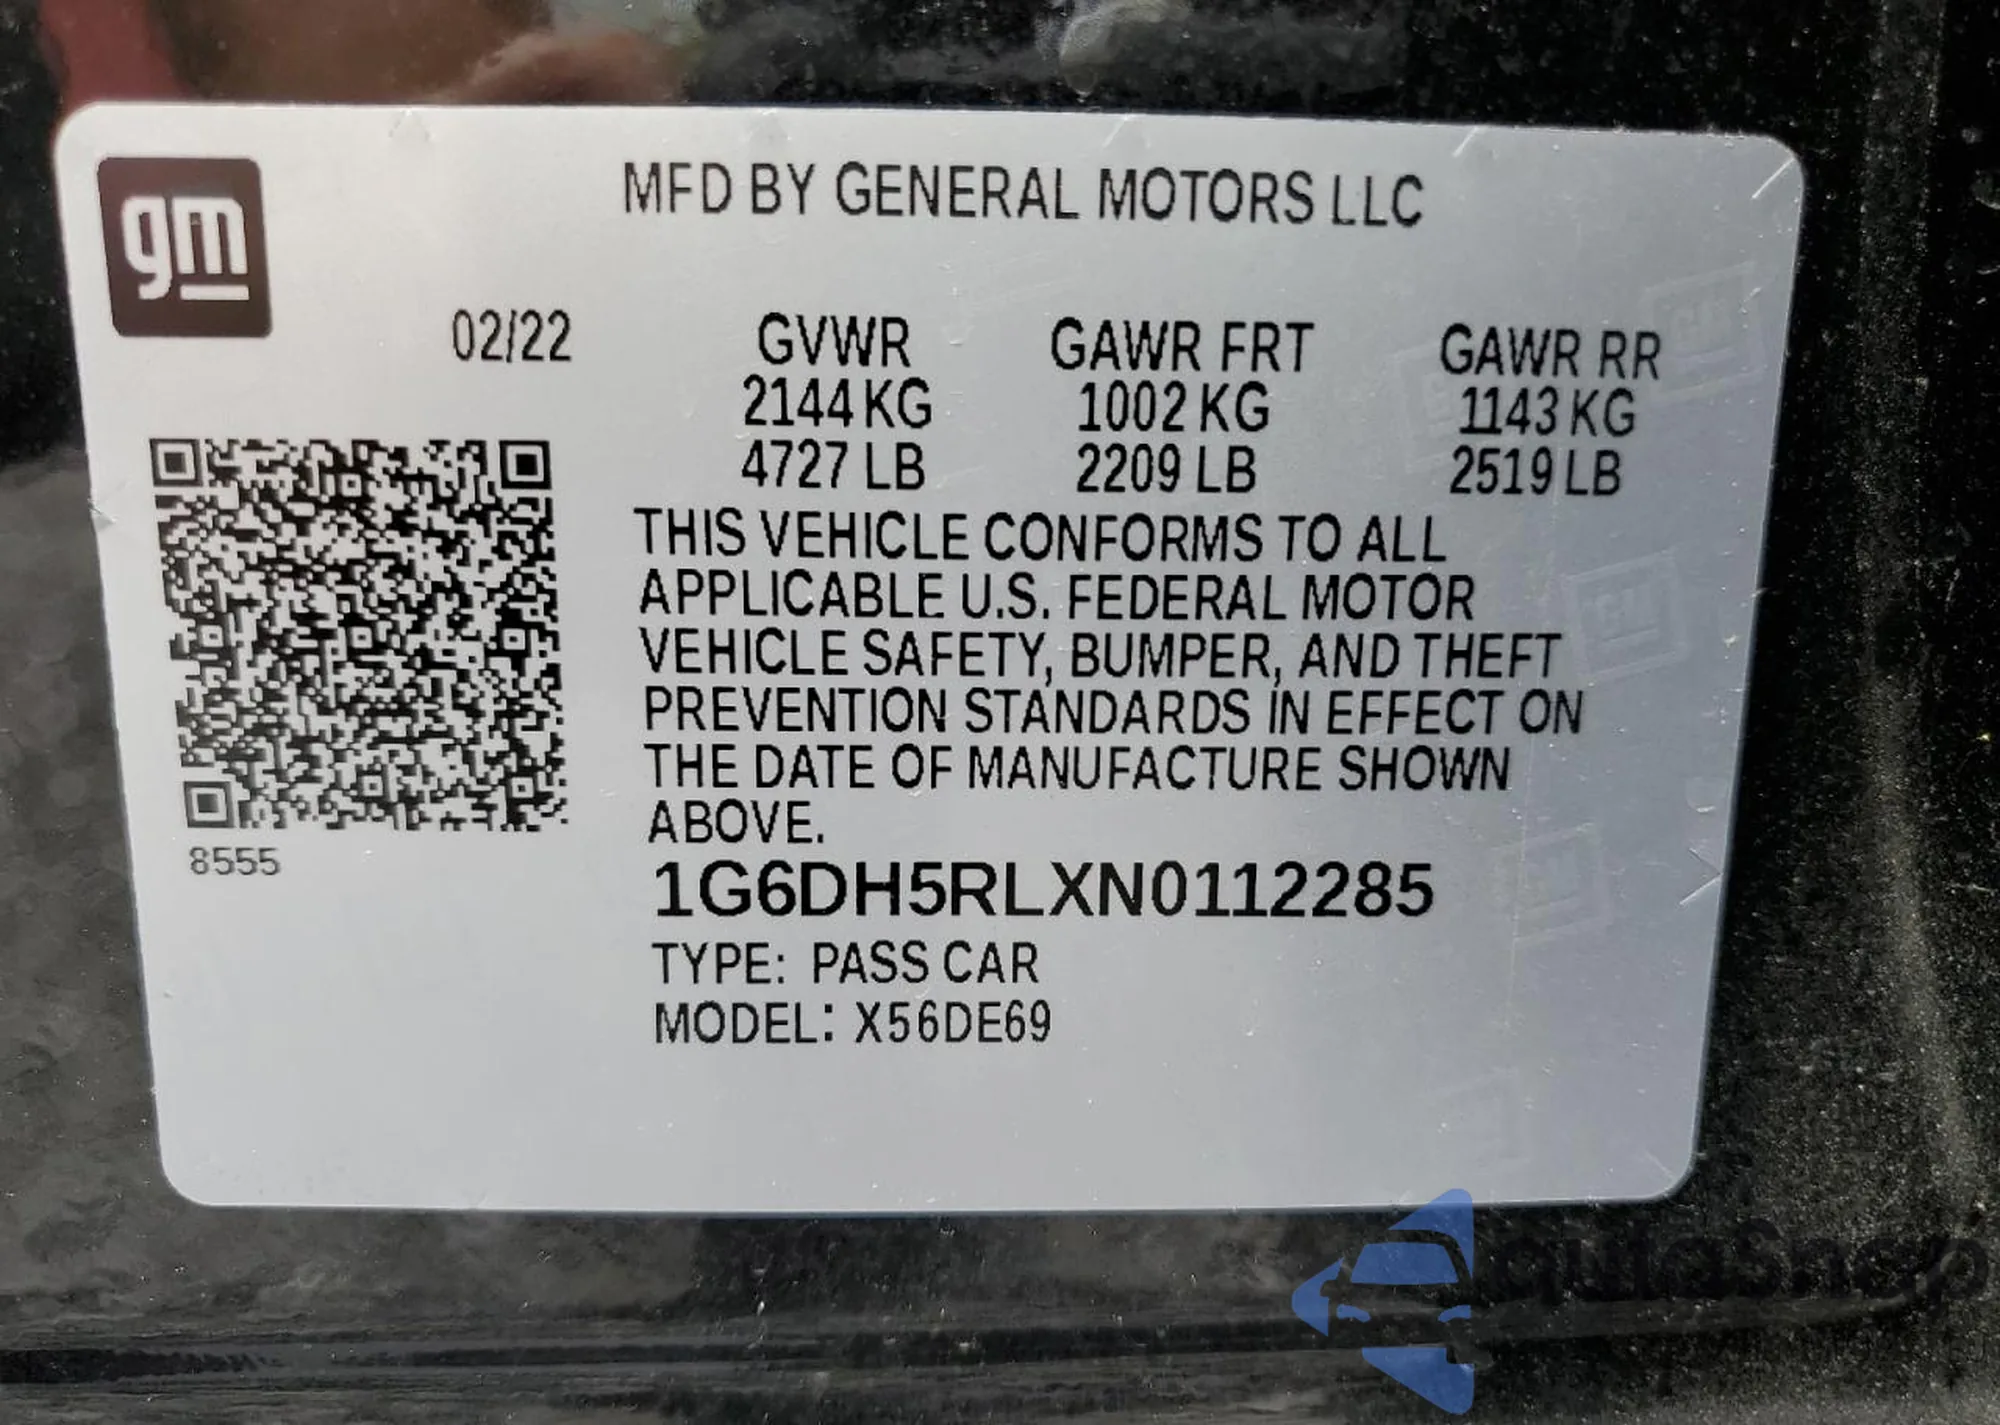 gm
MFD BY GENERAL MOTORS LLC
02/22 GVWR GAWR FRT GAWR RR
2144 KG 1002 KG 1143 KG
4727 LB 2209 LB 2519 LB
THIS VEHICLE CONFORMS TO ALL
APPLICABLE U.S. FEDERAL MOTOR
VEHICLE SAFETY, BUMPER, AND THEFT
PREVENTION STANDARDS IN EFFECT ON
THE DATE OF MANUFACTURE SHOWN
ABOVE.
8555
1G6DH5RLXN0112285
TYPE: PASS CAR
MODEL: X56DE69